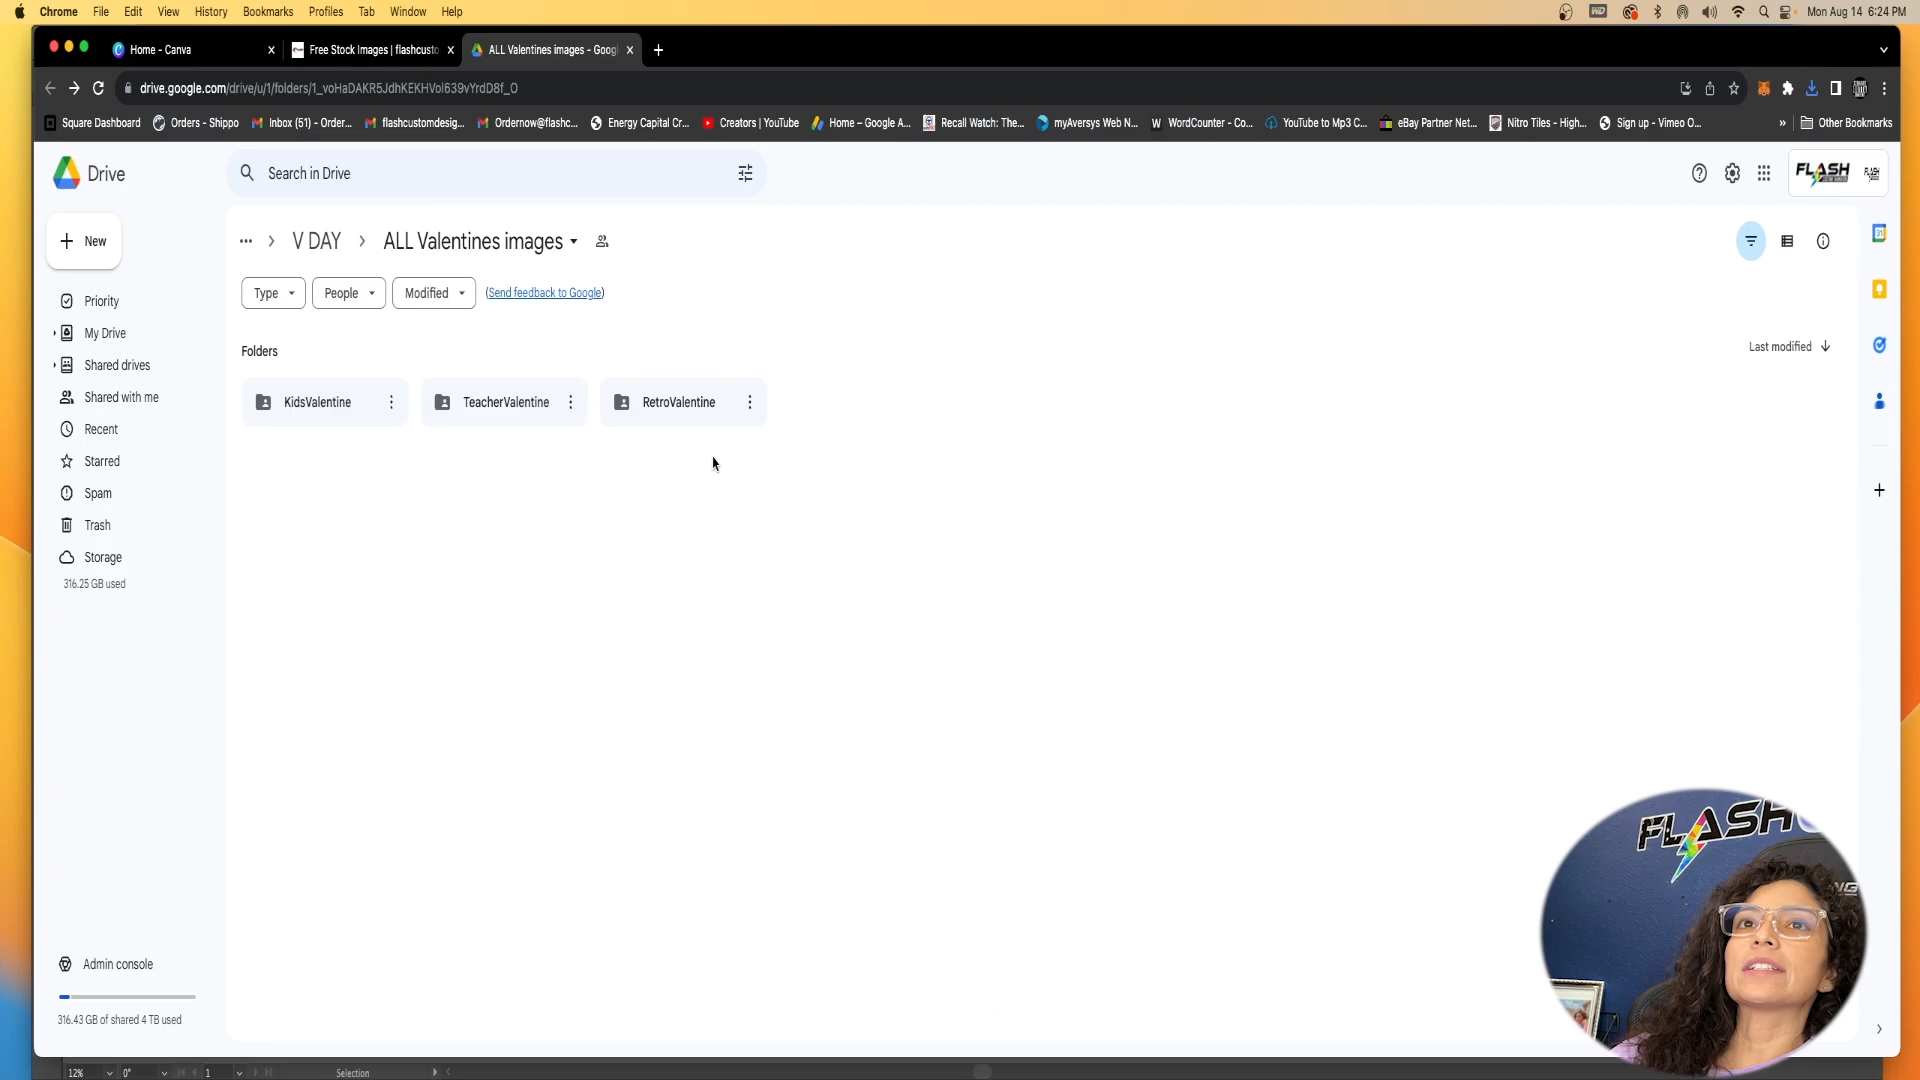 Chrome File Edit View History Bookmarks Profiles Tab Window Help Mon Aug 14 6:24 PM
Home - Canva Free Stock Images | flashcusto ALL Valentines images - Goog
drive.google.com/drive/u/1/folders/1_voHaDAKR5JdhKEKHVol639vYrdD8f_O
Square Dashboard Orders - Shippo Inbox (51) - Order... flashcustomdesig... Ordernow@flashc... Energy Capital Cr... Creators | YouTube Home – Google A... Recall Watch: The... myAversys Web N... WordCounter - Co... YouTube to Mp3 C... eBay Partner Net... Nitro Tiles - High... Sign up - Vimeo O... » Other Bookmarks
Drive
Search in Drive
FLASH
New
··· > V DAY > ALL Valentines images
Type People Modified (Send feedback to Google)
Priority
My Drive
Shared drives
Shared with me
Recent
Starred
Spam
Trash
Storage
316.25 GB used
Folders
Last modified
KidsValentine TeacherValentine RetroValentine
Admin console
316.43 GB of shared 4 TB used
FLASH
12% 0° 1 Selection